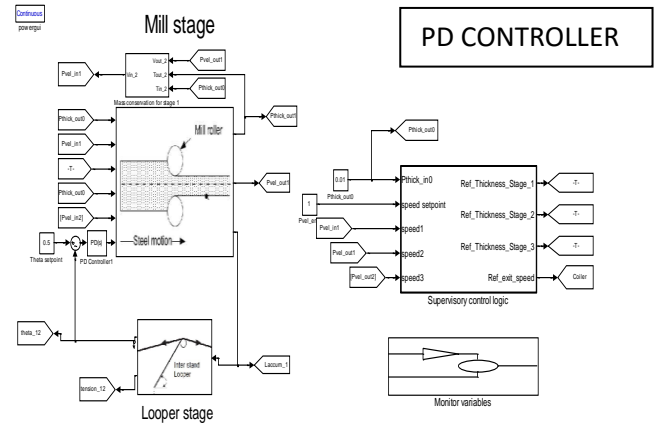 Continuous
powergui
Mill stage
PD CONTROLLER
Vout_2
Pvel_out1
Pvel_in1
Vin_2
Tout_2
Tin_2
Pthick_out0
Mass conservation for stage 1
Pthick_out0
Pthick_out1
Pvel_in1
Mill roller
-T-
Pvel_out1
Pthick_out0
[Pvel_in2]
0.5
PD(s)
Steel motion
Theta setpoint
PD Controller1
theta_12
Inter stand
Looper
Laccum_1
tension_12
Looper stage
Pthick_out0
0.01
Pthick_in0
Ref_Thickness_Stage_1
-T-
Pthick_out0
1
speed setpoint
Ref_Thickness_Stage_2
-T-
Pvel_in1
speed1
Pvel_out1
speed2
Ref_Thickness_Stage_3
-T-
[Pvel_out2]
speed3
Ref_exit_speed
Coiler
Supervisory control logic
Monitor variables